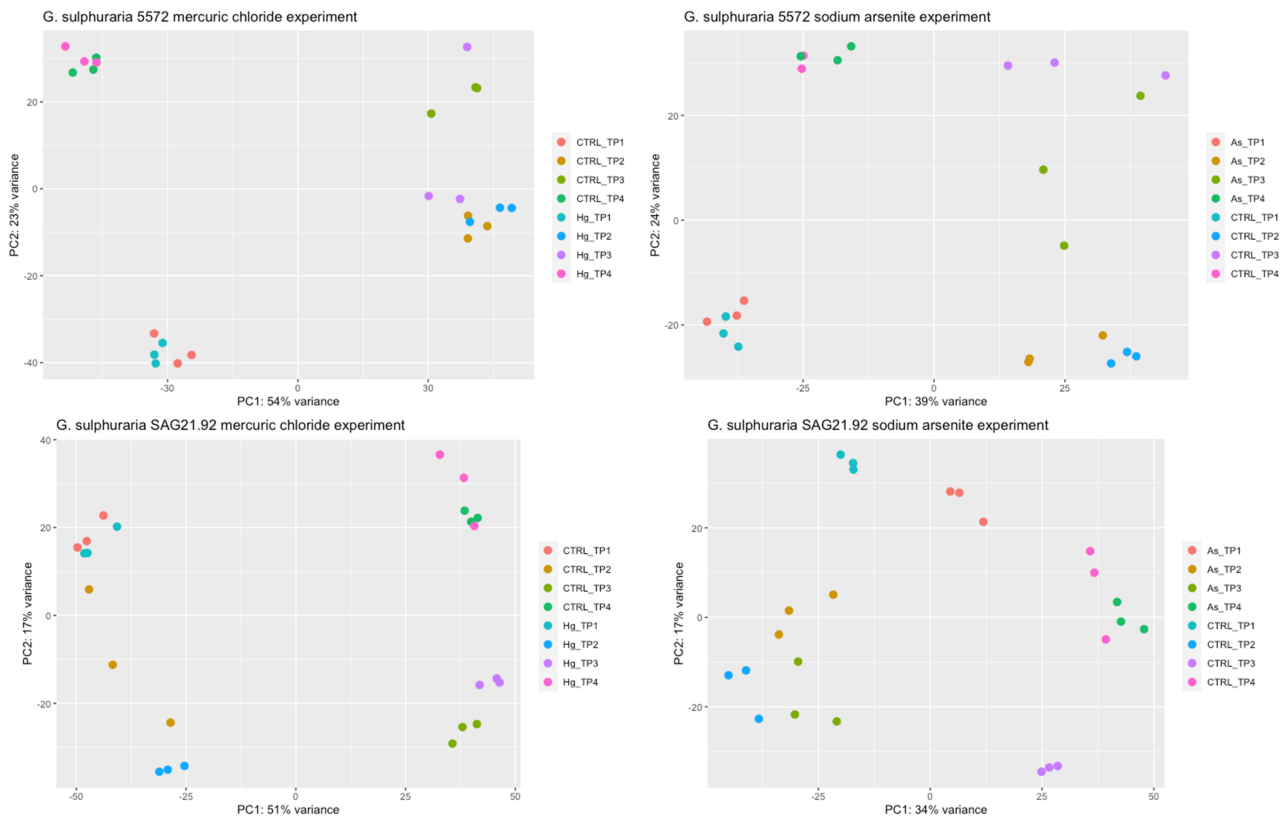 G. sulphuraria 5572 mercuric chloride experiment
20
0
-20
-40
-30
0
30
PC1: 54% variance
PC2: 23% variance
CTRL_TP1
CTRL_TP2
CTRL_TP3
CTRL_TP4
Hg_TP1
Hg_TP2
Hg_TP3
Hg_TP4
G. sulphuraria 5572 sodium arsenite experiment
20
0
-20
-25
0
25
PC1: 39% variance
PC2: 24% variance
As_TP1
As_TP2
As_TP3
As_TP4
CTRL_TP1
CTRL_TP2
CTRL_TP3
CTRL_TP4
G. sulphuraria SAG21.92 mercuric chloride experiment
40
20
0
-20
-50
-25
0
25
50
PC1: 51% variance
PC2: 17% variance
CTRL_TP1
CTRL_TP2
CTRL_TP3
CTRL_TP4
Hg_TP1
Hg_TP2
Hg_TP3
Hg_TP4
G. sulphuraria SAG21.92 sodium arsenite experiment
20
0
-20
-25
0
25
50
PC1: 34% variance
PC2: 17% variance
As_TP1
As_TP2
As_TP3
As_TP4
CTRL_TP1
CTRL_TP2
CTRL_TP3
CTRL_TP4